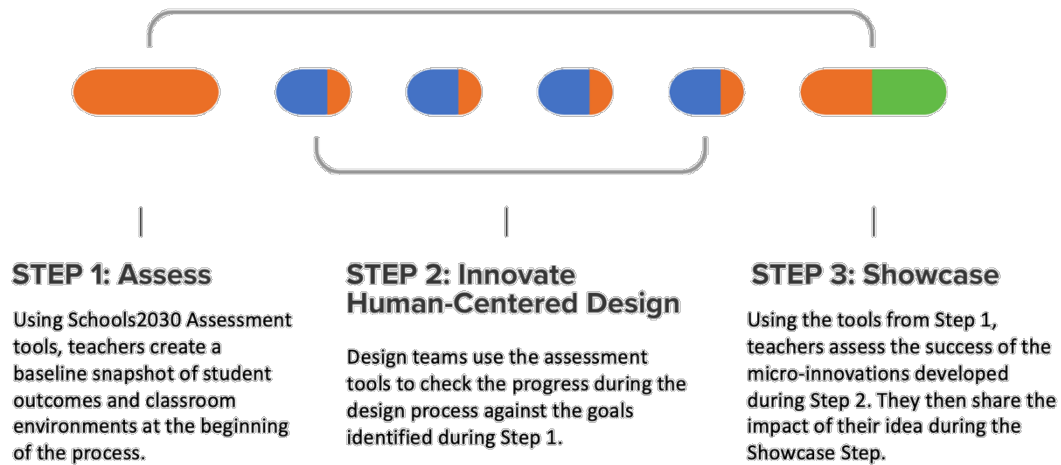 STEP 1: Assess
Using Schools2030 Assessment
tools, teachers create a
baseline snapshot of student
outcomes and classroom
environments at the beginning
of the process.
STEP 2: Innovate
Human-Centered Design
Design teams use the assessment
tools to check the progress during the
design process against the goals
identified during Step 1.
STEP 3: Showcase
Using the tools from Step 1,
teachers assess the success of the
micro-innovations developed
during Step 2. They then share the
impact of their idea during the
Showcase Step.